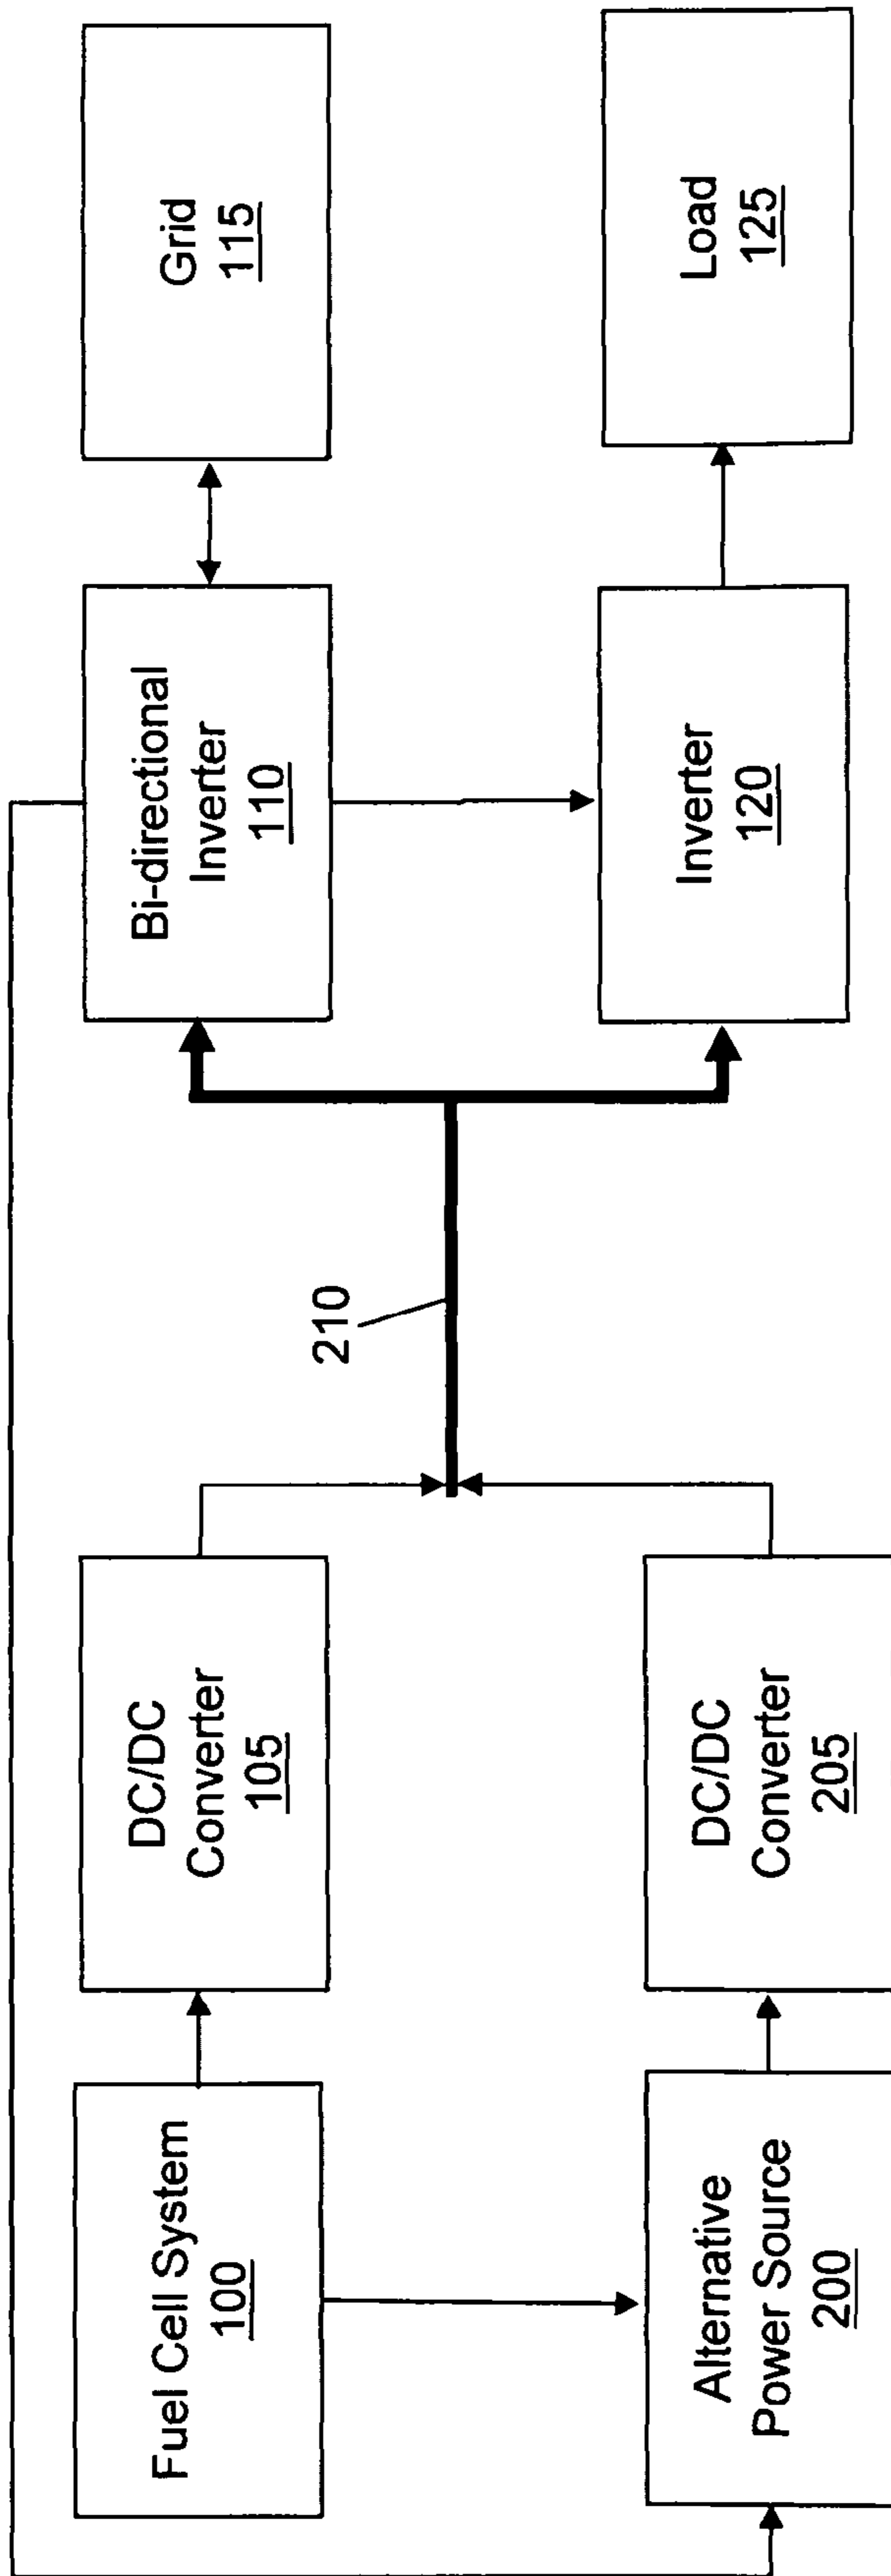 Fuel Cell System
100
DC/DC
Converter
105
Bi-directional
Inverter
110
Grid
115
210
Alternative
Power Source
200
DC/DC
Converter
205
Inverter
120
Load
125